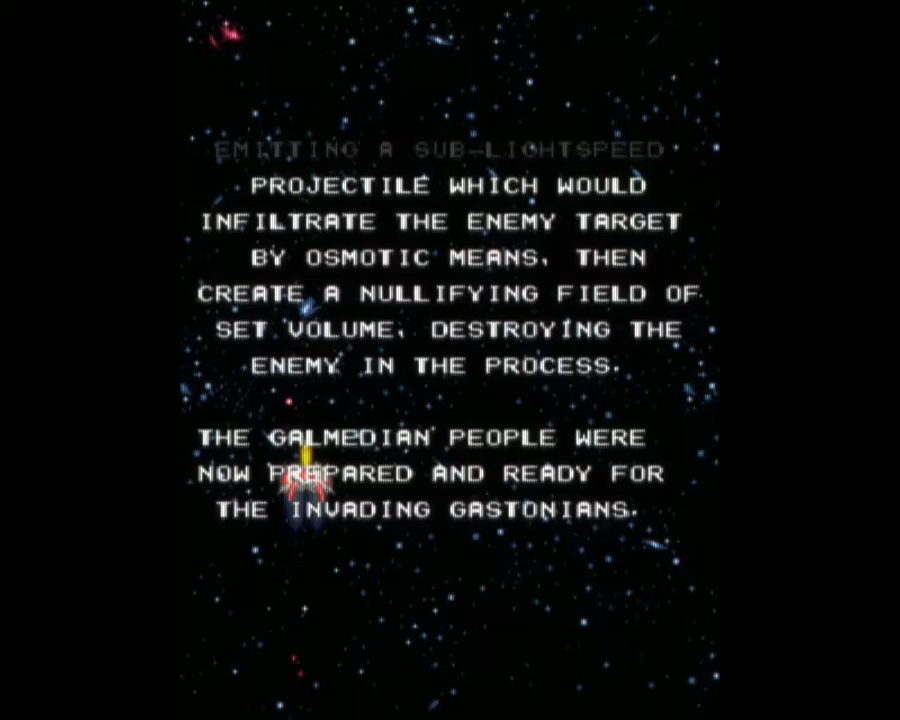 EMITTING A SUB-LIGHTSPEED
PROJECTILE WHICH WOULD
INFILTRATE THE ENEMY TARGET
BY OSMOTIC MEANS, THEN
CREATE A NULLIFYING FIELD OF
SET VOLUME, DESTROYING THE
ENEMY IN THE PROCESS.
THE GALMEDIAN PEOPLE WERE
NOW PREPARED AND READY FOR
THE INVADING GASTONIANS.